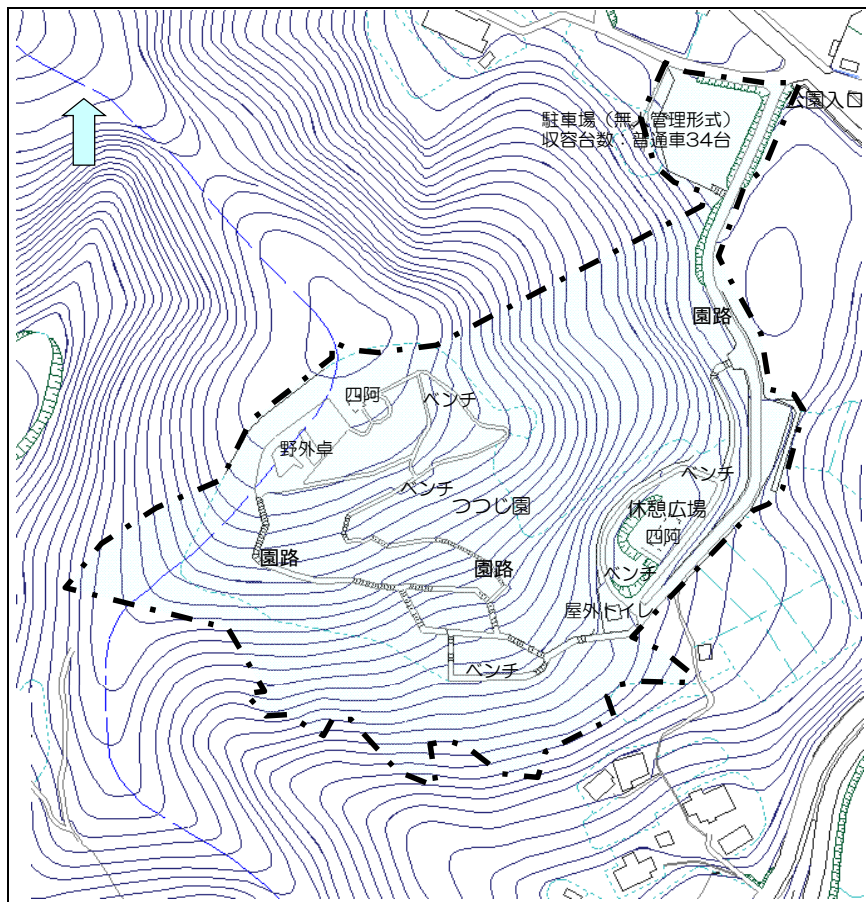 公園入口
駐車場（無人管理形式）
収容台数：普通車34台
園路
四阿
ベンチ
野外卓
ベンチ
つつじ園
ベンチ
休憩広場
四阿
園路
園路
ベンチ
屋外トイレ
ベンチ